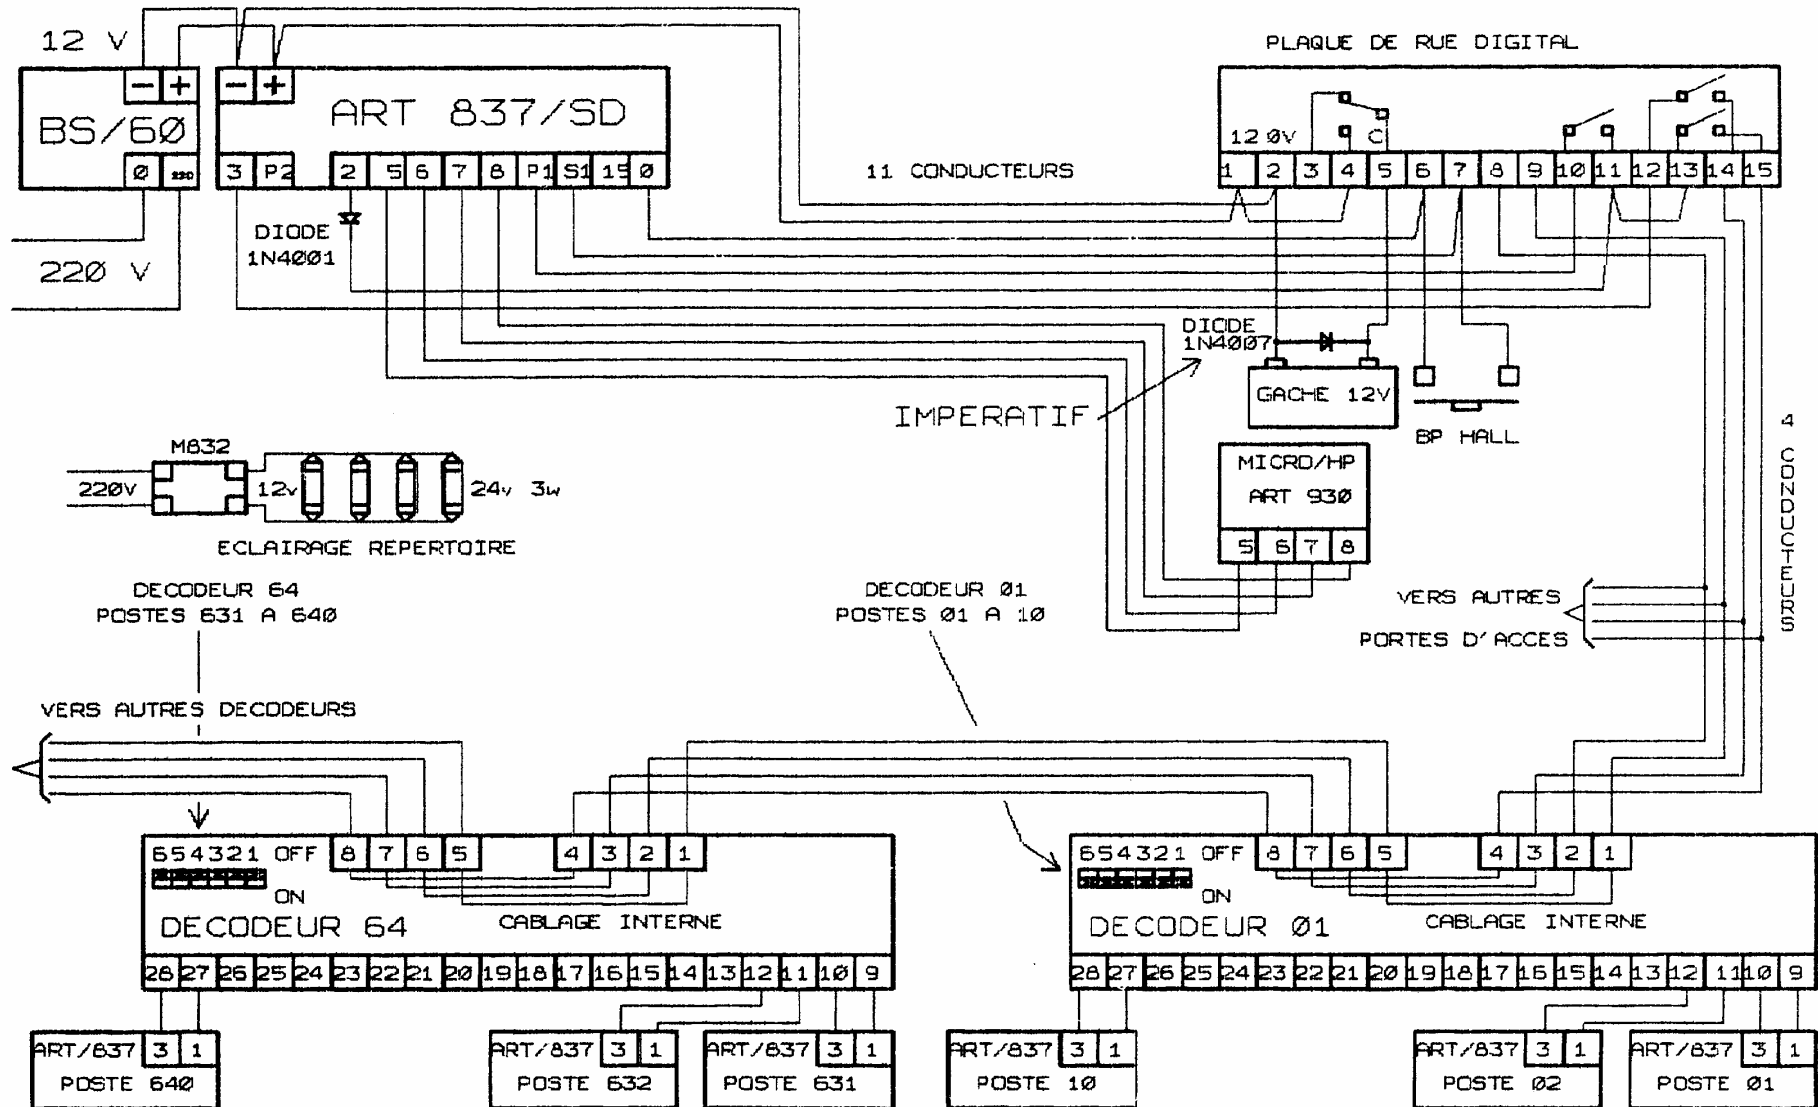 12 V
- + - +
BS/60
ART 837/SD
0 220
3 P2 2 5 6 7 8 P1 S1 15 0
DIODE
1N4001
220 V
11 CONDUCTEURS
PLAQUE DE RUE DIGITAL
12 0V
C
1 2 3 4 5 6 7 8 9 10 11 12 13 14 15
DIODE
1N4007
IMPERATIF
GACHE 12V
BP HALL
4 CONDUCTEURS
M832
220V
12v
24v 3w
ECLAIRAGE REPERTOIRE
MICRO/HP
ART 930
5 6 7 8
DECODEUR 64
POSTES 631 A 640
DECODEUR 01
POSTES 01 A 10
VERS AUTRES
PORTES D'ACCES
VERS AUTRES DECODEURS
654321 OFF
8 7 6 5 4 3 2 1
ON
DECODEUR 64
CABLAGE INTERNE
28 27 26 25 24 23 22 21 20 19 18 17 16 15 14 13 12 11 10 9
654321 OFF
8 7 6 5 4 3 2 1
ON
DECODEUR 01
CABLAGE INTERNE
28 27 26 25 24 23 22 21 20 19 18 17 16 15 14 13 12 11 10 9
ART/837 3 1
POSTE 640
ART/837 3 1
POSTE 632
ART/837 3 1
POSTE 631
ART/837 3 1
POSTE 10
ART/837 3 1
POSTE 02
ART/837 3 1
POSTE 01